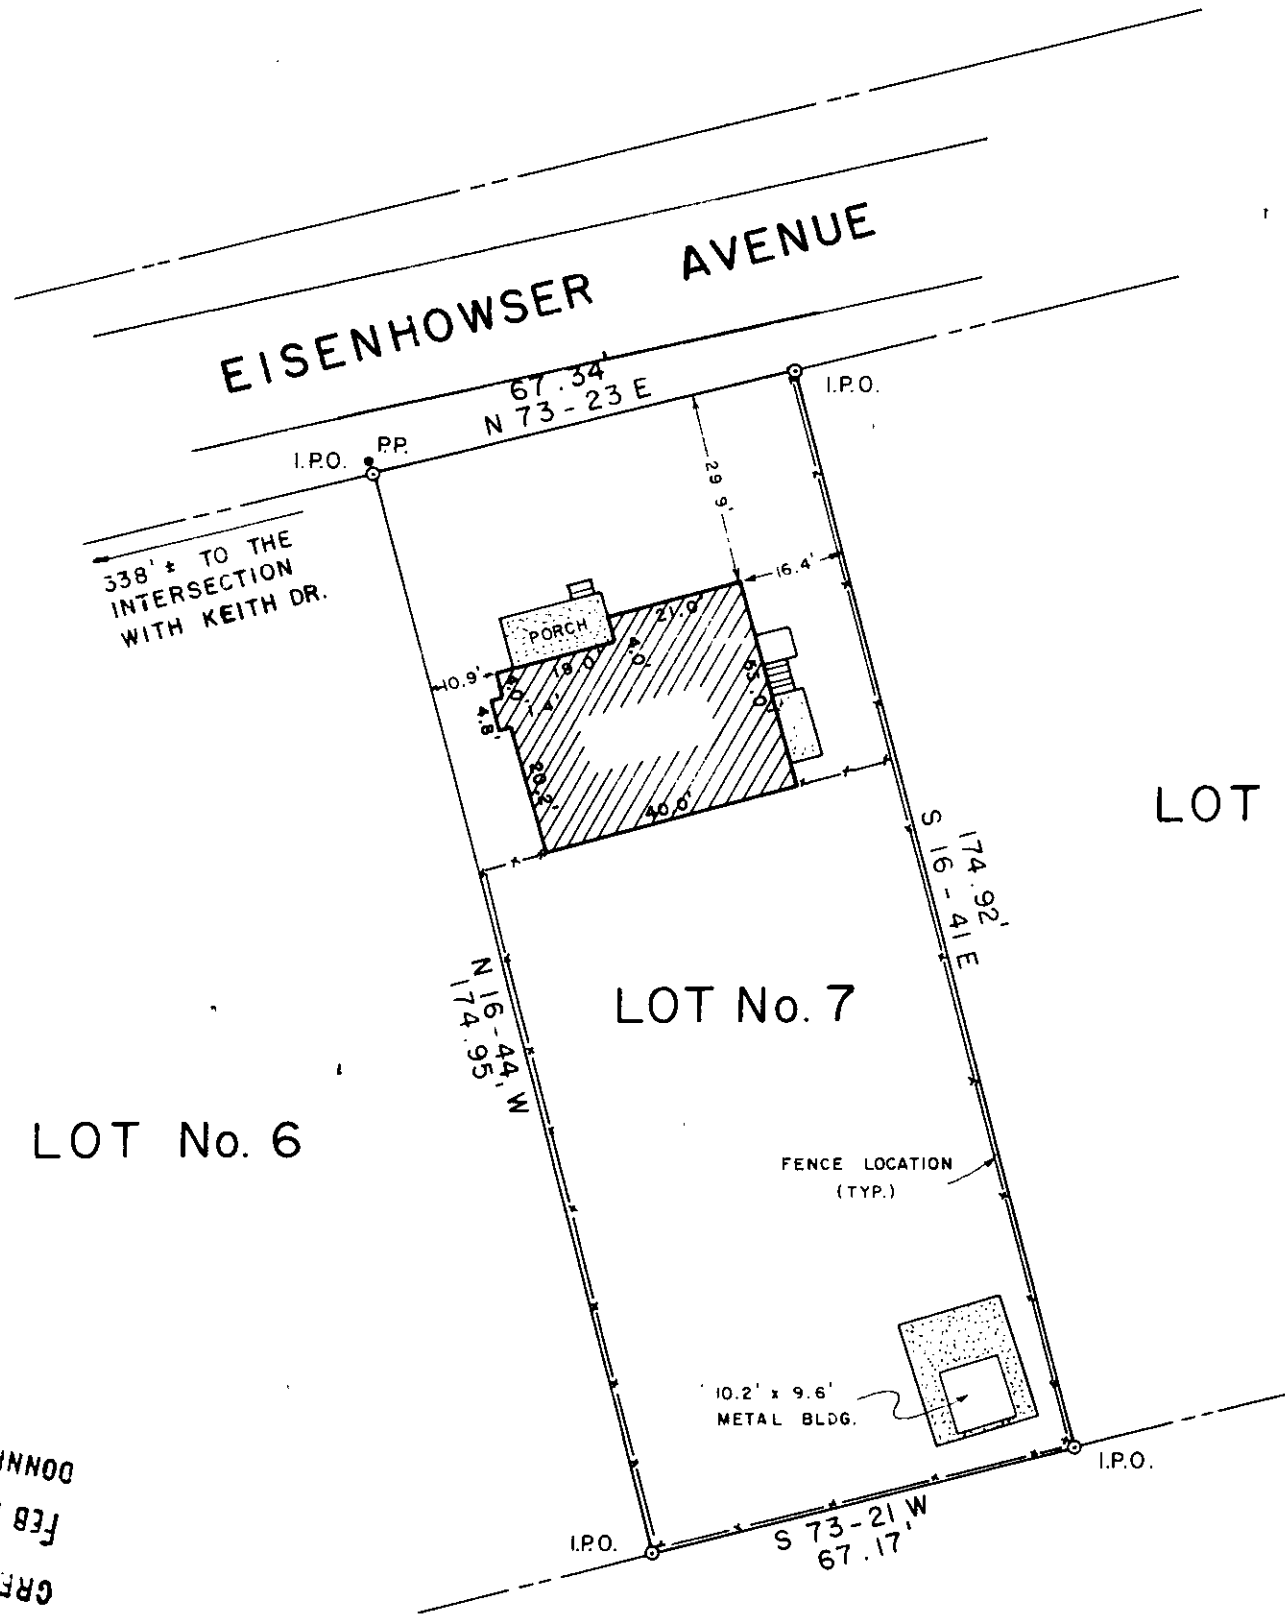 EISENHOWSER AVENUE
67.34'
N 73-23 E
I.P.O.
I.P.O.
P.P.
338' ± TO THE
INTERSECTION
WITH KEITH DR.
29.9'
16.4'
PORCH
21.0'
4.0'
18.0'
10.9'
4.0'
4.8'
20.2'
40.0'
LOT
174.92'
S 16-41 E
N 16-44 W
174.95'
LOT No. 7
LOT No. 6
FENCE LOCATION
(TYP.)
10.2' x 9.6'
METAL BLDG.
I.P.O.
I.P.O.
S 73-21 W
67.17'
FEB